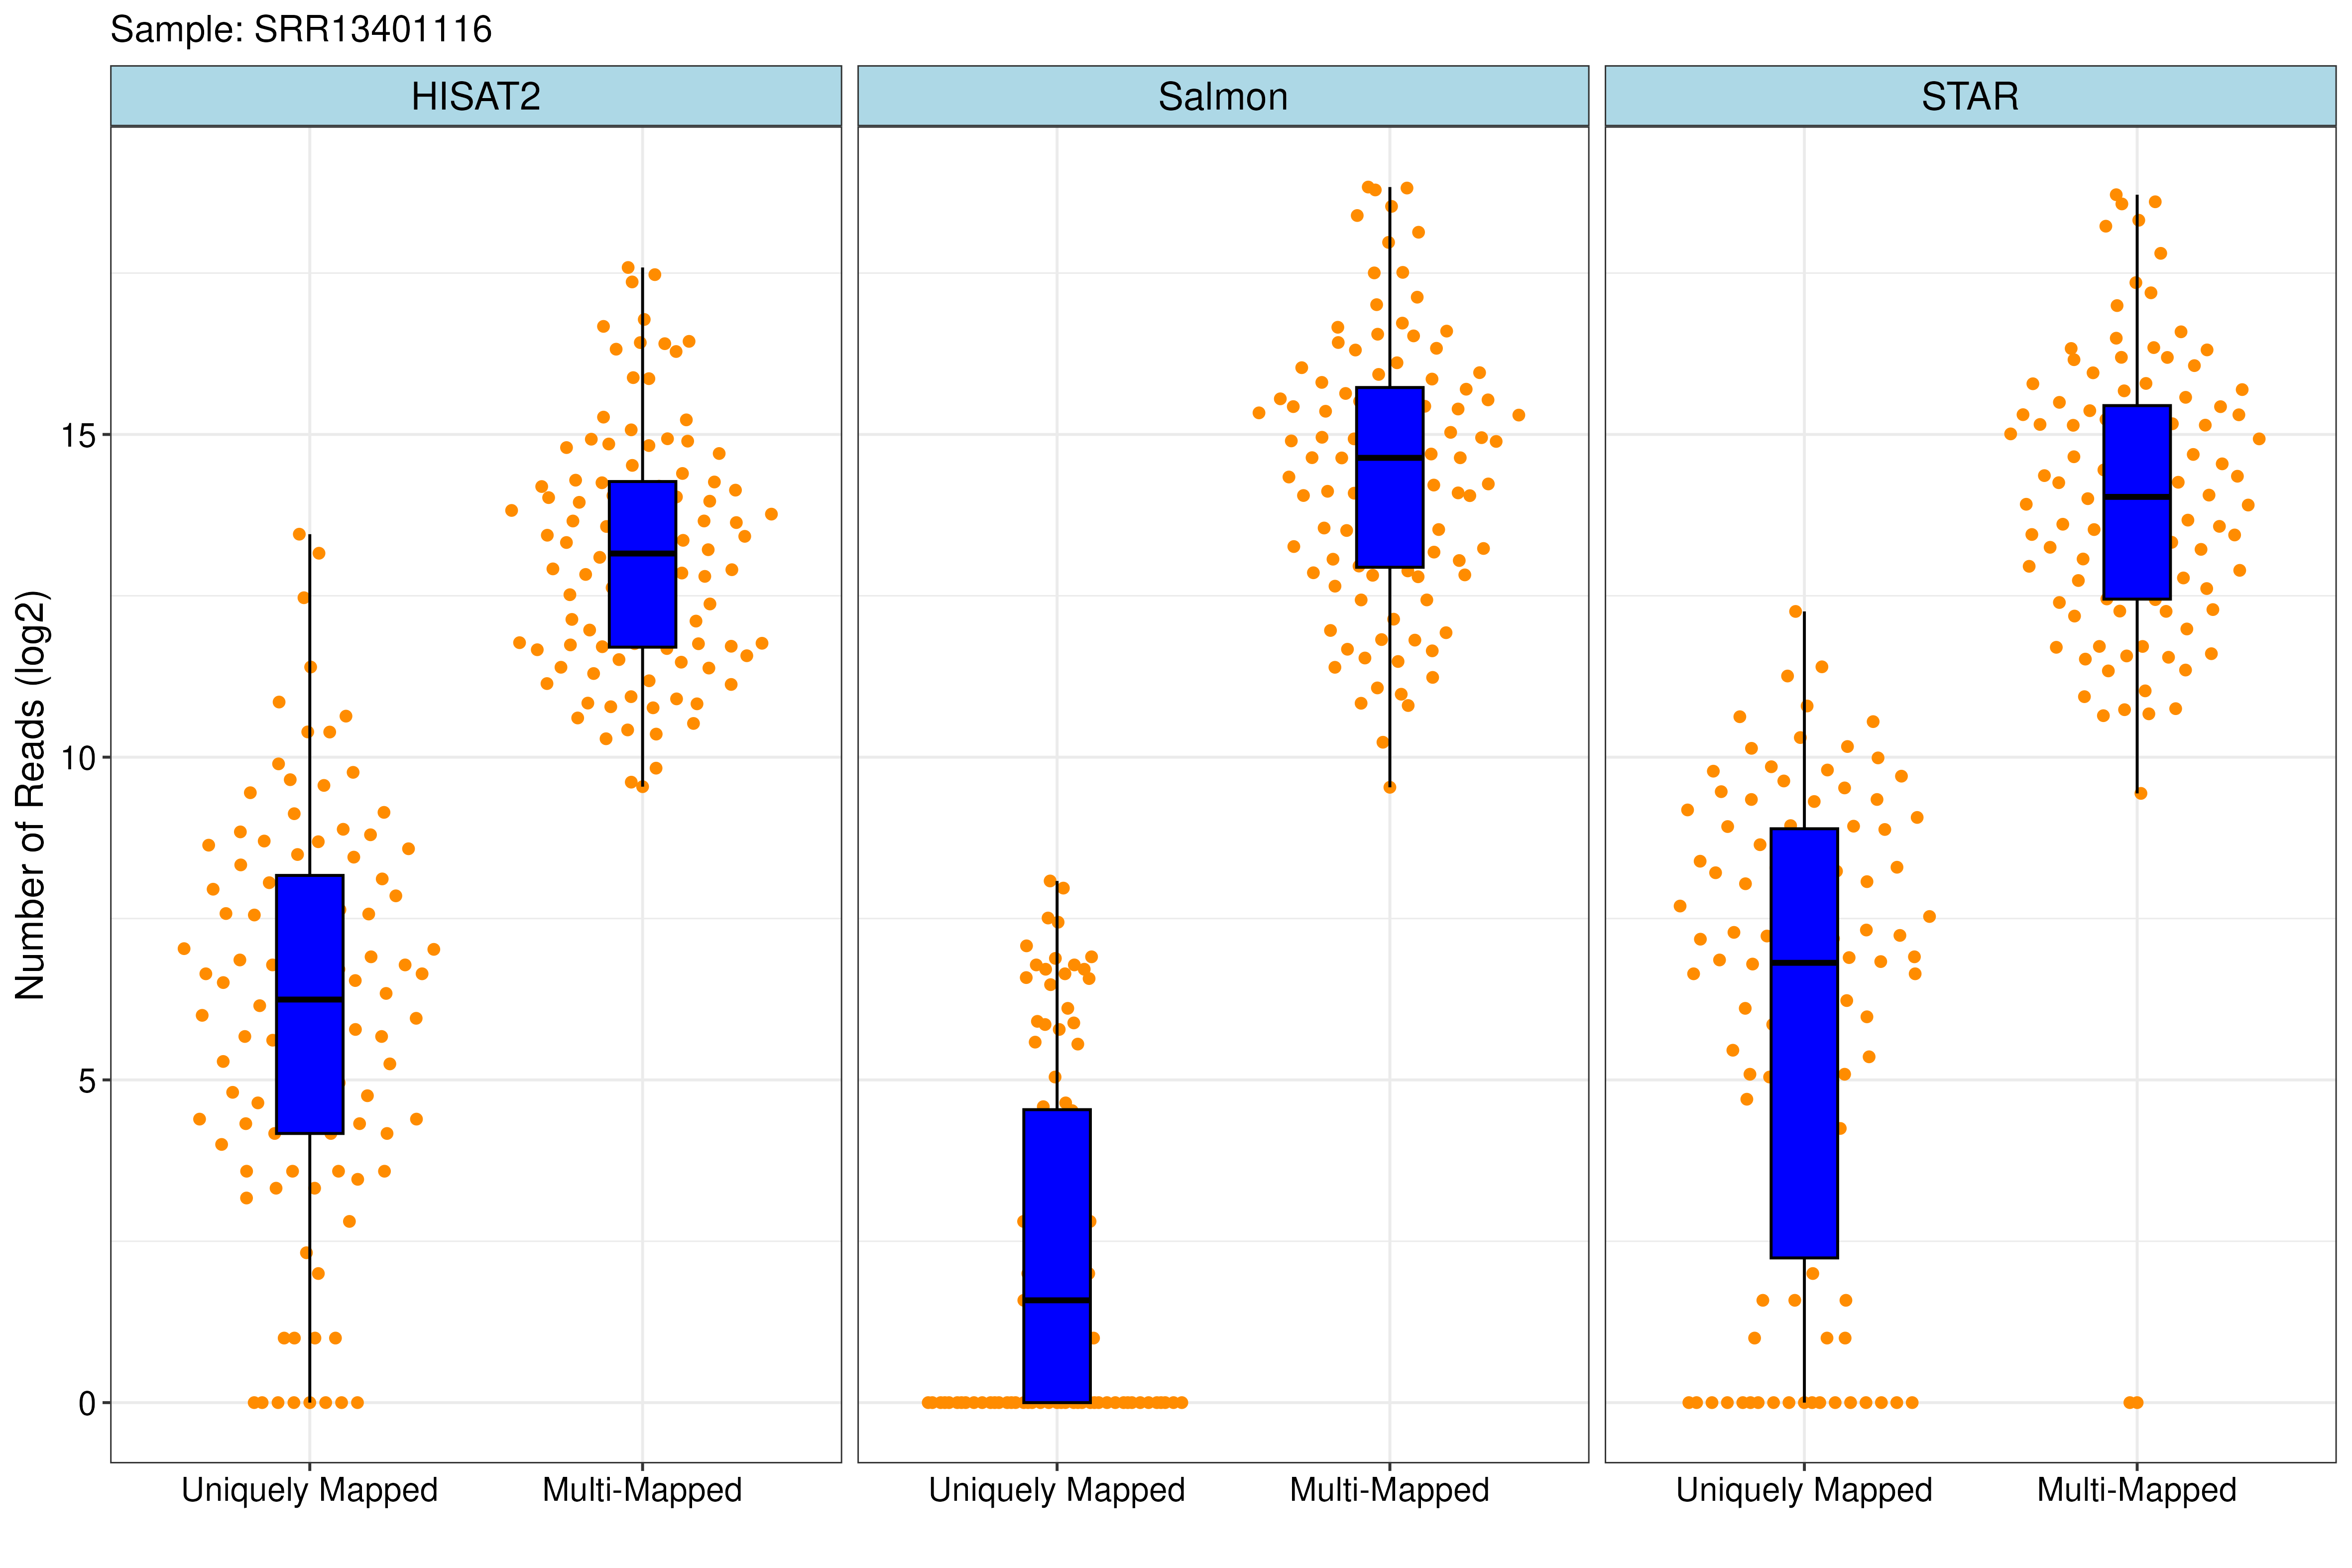 Sample: SRR13401116
HISAT2
Salmon
STAR
Number of Reads (log2)
15
10
5
0
Uniquely Mapped
Multi-Mapped
Uniquely Mapped
Multi-Mapped
Uniquely Mapped
Multi-Mapped